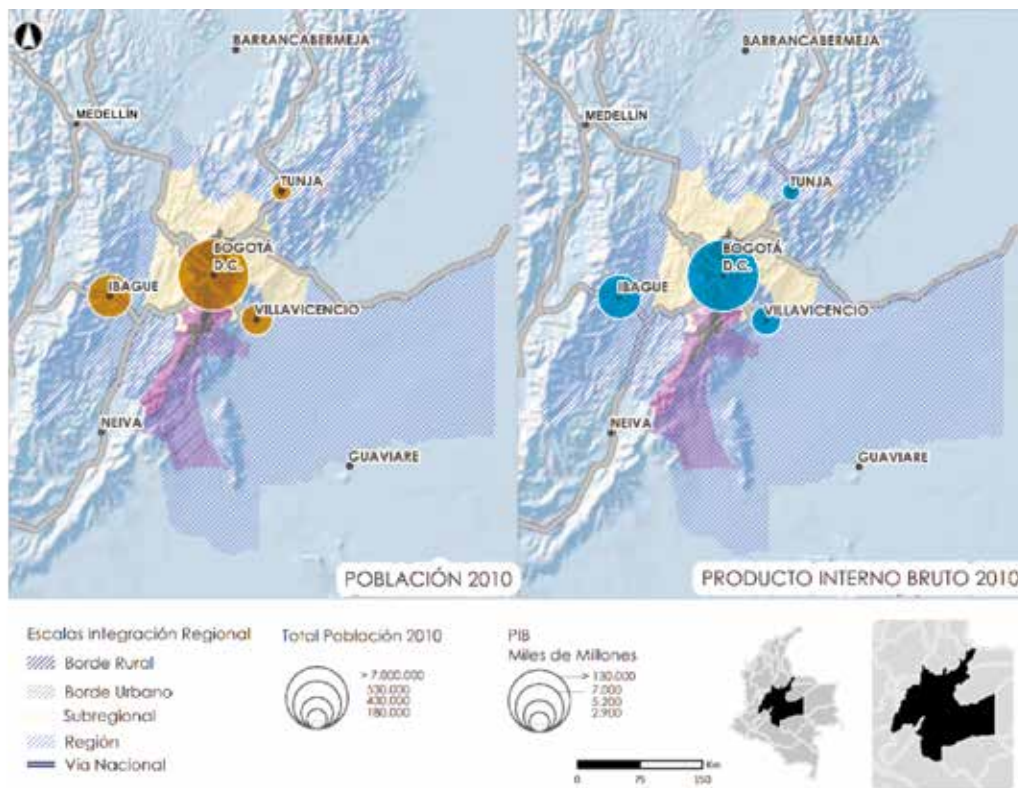 BARRANCABERMEJA
MEDELLÍN
TUNJA
BOGOTÁ
D.C.
IBAGUE
VILLAVICENCIO
NEIVA
GUAVIARE
POBLACIÓN 2010
BARRANCABERMEJA
MEDELLÍN
TUNJA
BOGOTÁ
D.C.
IBAGUE
VILLAVICENCIO
NEIVA
GUAVIARE
PRODUCTO INTERNO BRUTO 2010
Escalas Integración Regional
Borde Rural
Borde Urbano
Subregional
Región
Vía Nacional
Total Población 2010
> 7.000.000
530.000
430.000
180.000
PIB
Miles de Millones
> 130.000
7.000
5.200
2.900
Km
0 75 150